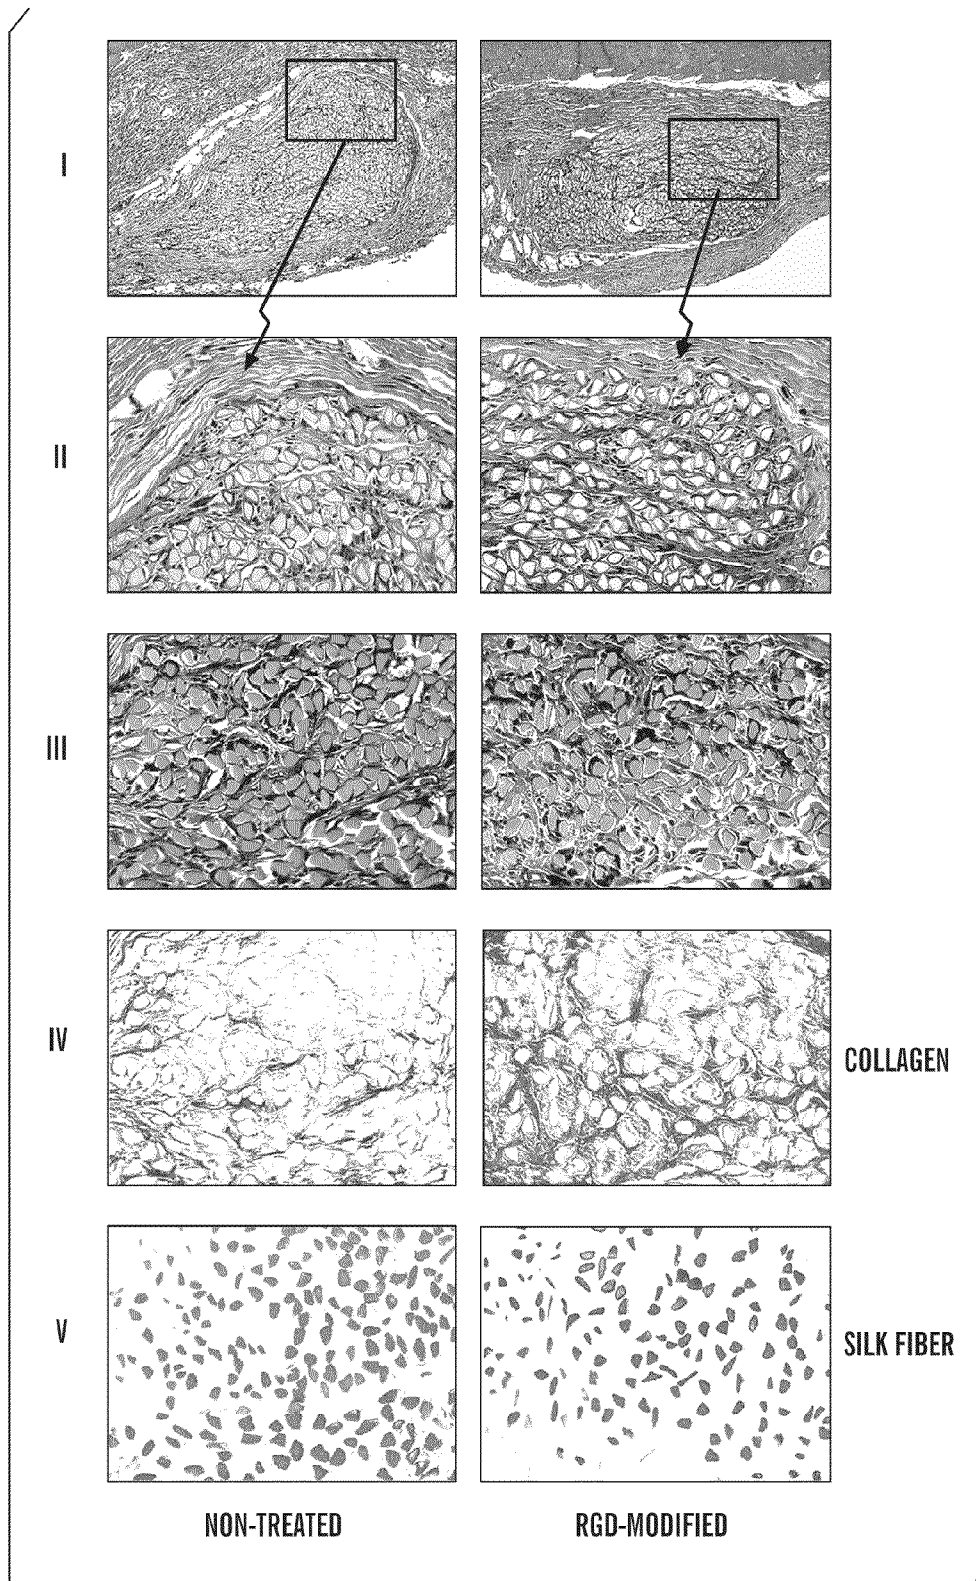 I
II
III
IV
COLLAGEN
V
SILK FIBER
NON-TREATED
RGD-MODIFIED